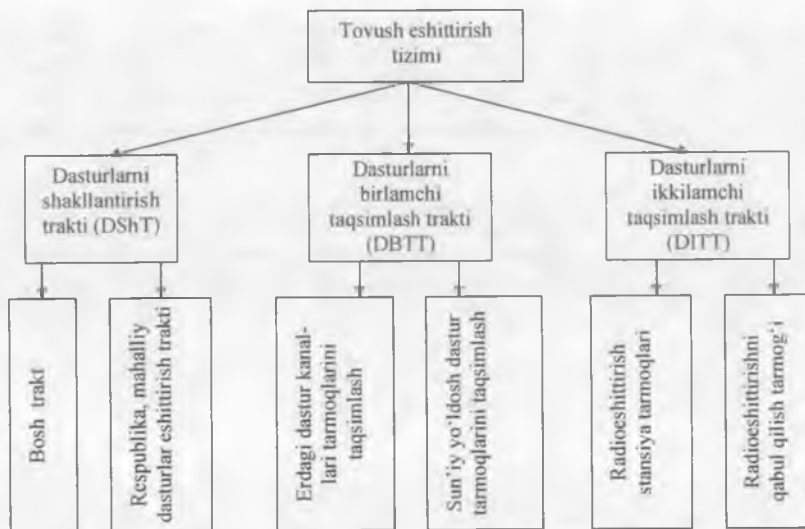 Tovush eshittirish
tizimi
Dasturlarni
shakllantirish
trakti (DShT)
Dasturlarni
birlamchi
taqsimlash trakti
(DBTT)
Dasturlarni
ikkilamchi
taqsimlash trakti
(DITT)
Bosh trakt
Respublika, mahalliy
dasturlar eshittirish trakti
Erdagi dastur kanal-
lari tarmoqlarini
taqsimlash
Sun’iy yo‘ldosh dastur
tarmoqlarini taqsimlash
Radioeshittirish
stansiya tarmoqlari
Radioeshittirishni
qabul qilish tarmog‘i